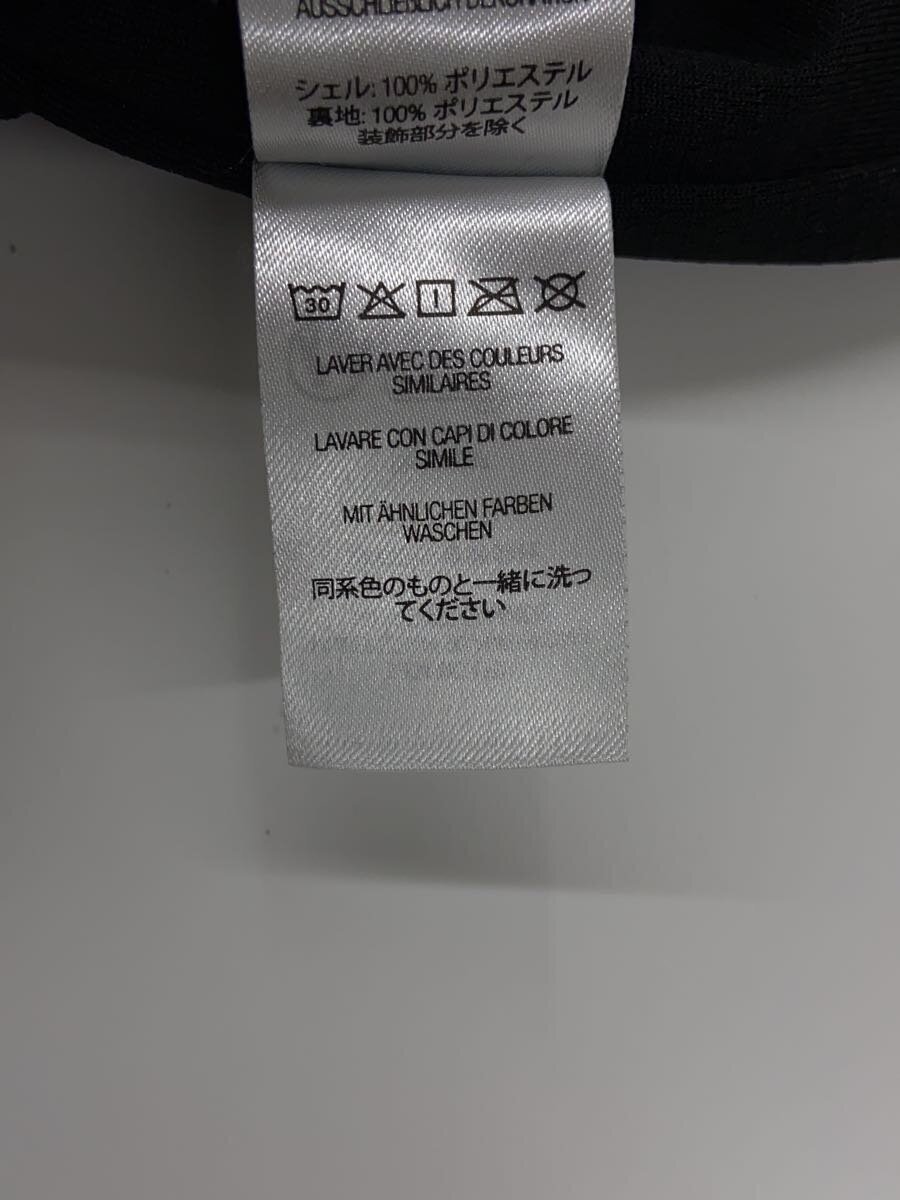 AUSSCHLIEßLICH DEKORATION
シェル: 100% ポリエステル
裏地: 100% ポリエステル
装飾部分を除く
30
LAVER AVEC DES COULEURS
SIMILAIRES
LAVARE CON CAPI DI COLORE
SIMILE
MIT ÄHNLICHEN FARBEN
WASCHEN
同系色のものと一緒に洗っ
てください